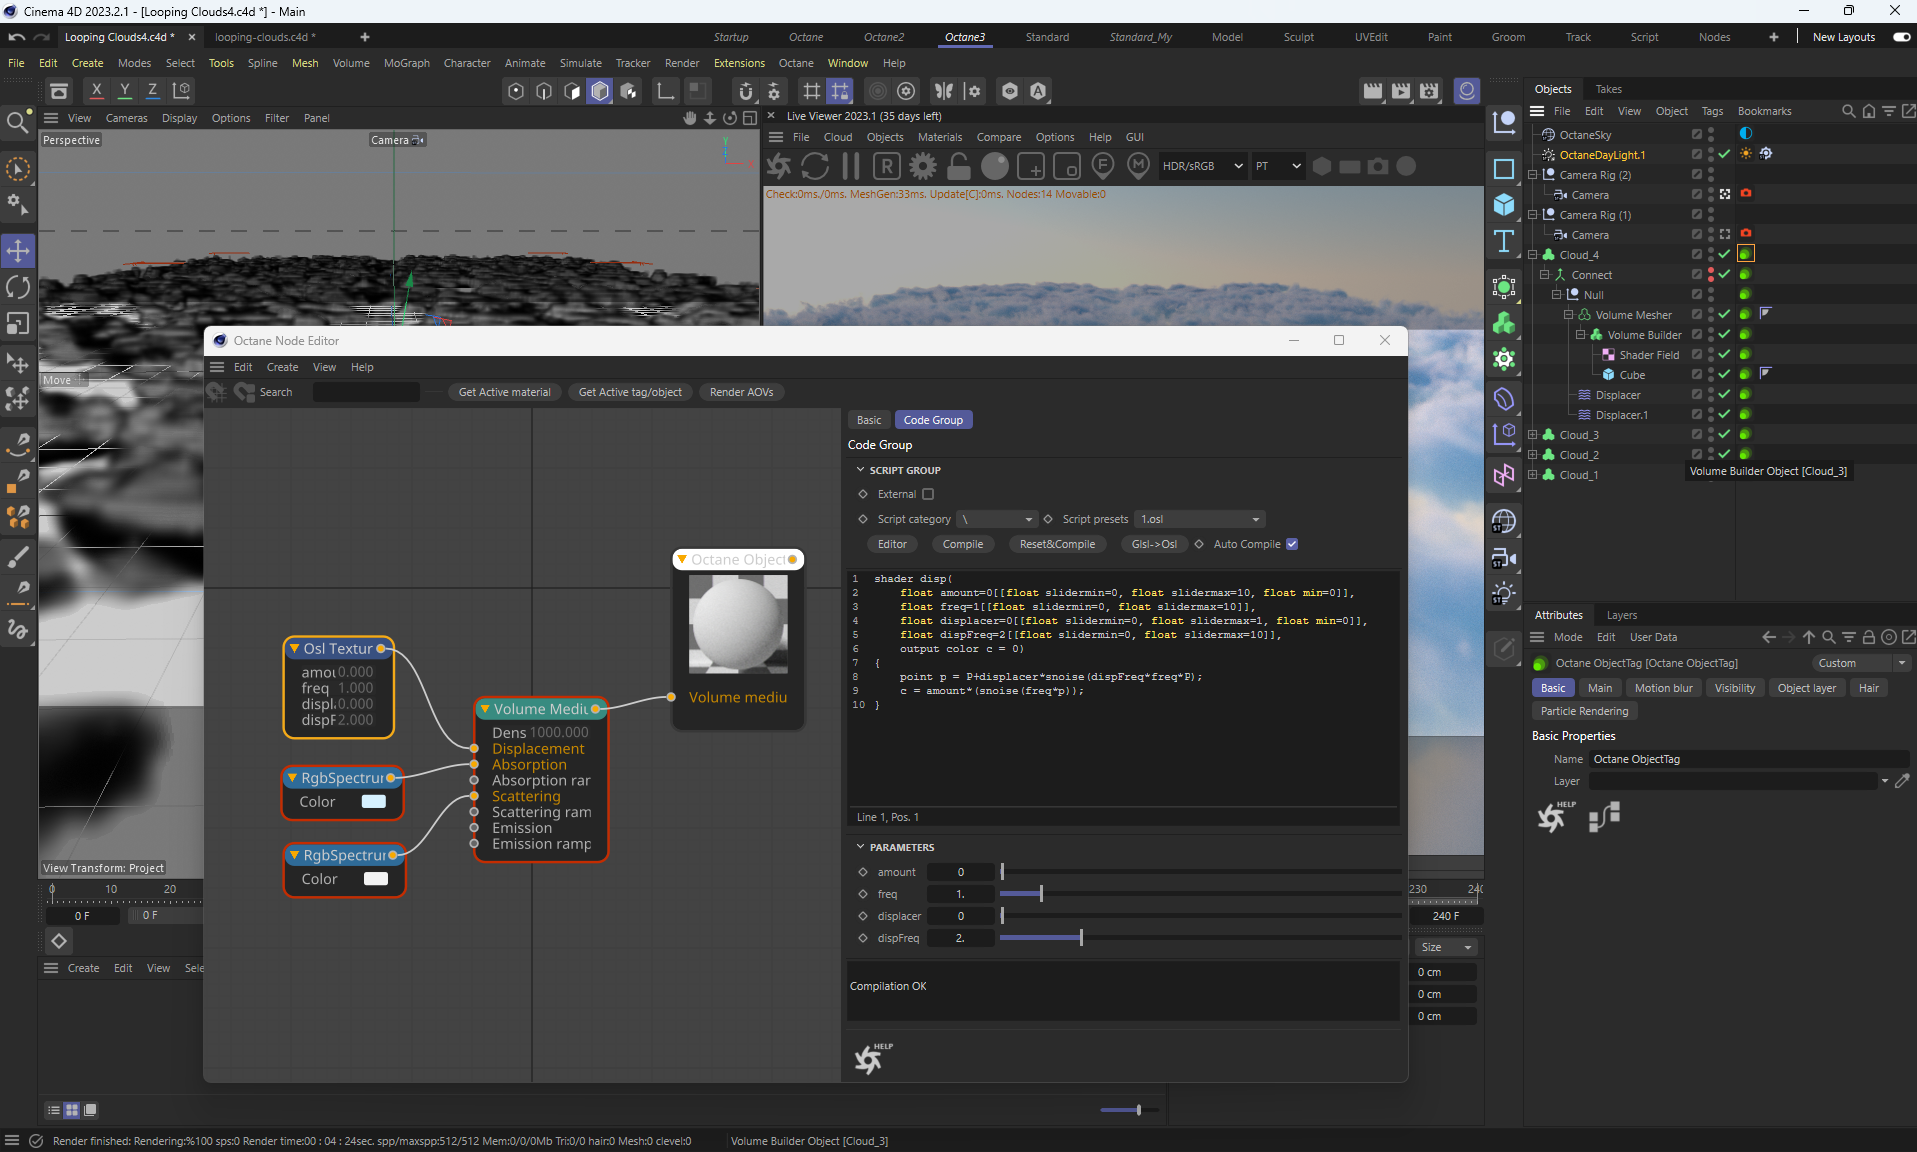 Cinema 4D 2023.2.1 - [Looping Clouds4.c4d *] - Main
Looping Clouds4.c4d *
looping-clouds.c4d *
Startup Octane Octane2 Octane3 Standard Standard_My Model Sculpt UVEdit Paint Groom Track Script Nodes New Layouts
File Edit Create Modes Select Tools Spline Mesh Volume MoGraph Character Animate Simulate Tracker Render Extensions Octane Window Help
X Y Z
View Cameras Display Options Filter Panel
Perspective
Camera
Move
View Transform: Project
0 10 20
0 F
0 F
Create Edit View Sele
Live Viewer 2023.1 (35 days left)
File Cloud Objects Materials Compare Options Help GUI
HDR/sRGB
PT
Check:0ms./0ms. MeshGen:33ms. Update[C]:0ms. Nodes:14 Movable:0
Octane Node Editor
Edit Create View Help
Search
Get Active material
Get Active tag/object
Render AOVs
Octane Object
Volume mediu
Osl Textur
amou 0.000
freq 1.000
displ. 0.000
dispF 2.000
RgbSpectrur
Color
RgbSpectrur
Color
Volume Mediu
Dens 1000.000
Displacement
Absorption
Absorption rar
Scattering
Scattering ram
Emission
Emission ramp
Basic
Code Group
Code Group
SCRIPT GROUP
External
Script category \
Script presets 1.osl
Editor
Compile
Reset&Compile
Glsl->Osl
Auto Compile
1 shader disp(
2 float amount=0[[float slidermin=0, float slidermax=10, float min=0]],
3 float freq=1[[float slidermin=0, float slidermax=10]],
4 float displacer=0[[float slidermin=0, float slidermax=1, float min=0]],
5 float dispFreq=2[[float slidermin=0, float slidermax=10]],
6 output color c = 0)
7 {
8 point p = P+displacer*snoise(dispFreq*freq*P);
9 c = amount*(snoise(freq*p));
10 }
Line 1, Pos. 1
PARAMETERS
amount 0
freq 1.
displacer 0
dispFreq 2.
Compilation OK
HELP
230 240
240 F
Size
0 cm
0 cm
0 cm
Objects
Takes
File Edit View Object Tags Bookmarks
OctaneSky
OctaneDayLight.1
Camera Rig (2)
Camera
Camera Rig (1)
Camera
Cloud_4
Connect
Null
Volume Mesher
Volume Builder
Shader Field
Cube
Displacer
Displacer.1
Cloud_3
Cloud_2
Cloud_1
Volume Builder Object [Cloud_3]
Attributes
Layers
Mode Edit User Data
Octane ObjectTag [Octane ObjectTag]
Custom
Basic Main Motion blur Visibility Object layer Hair
Particle Rendering
Basic Properties
Name Octane ObjectTag
Layer
HELP
Render finished: Rendering:%100 sps:0 Render time:00 : 04 : 24sec. spp/maxspp:512/512 Mem:0/0/0Mb Tri:0/0 hair:0 Mesh:0 clevel:0
Volume Builder Object [Cloud_3]